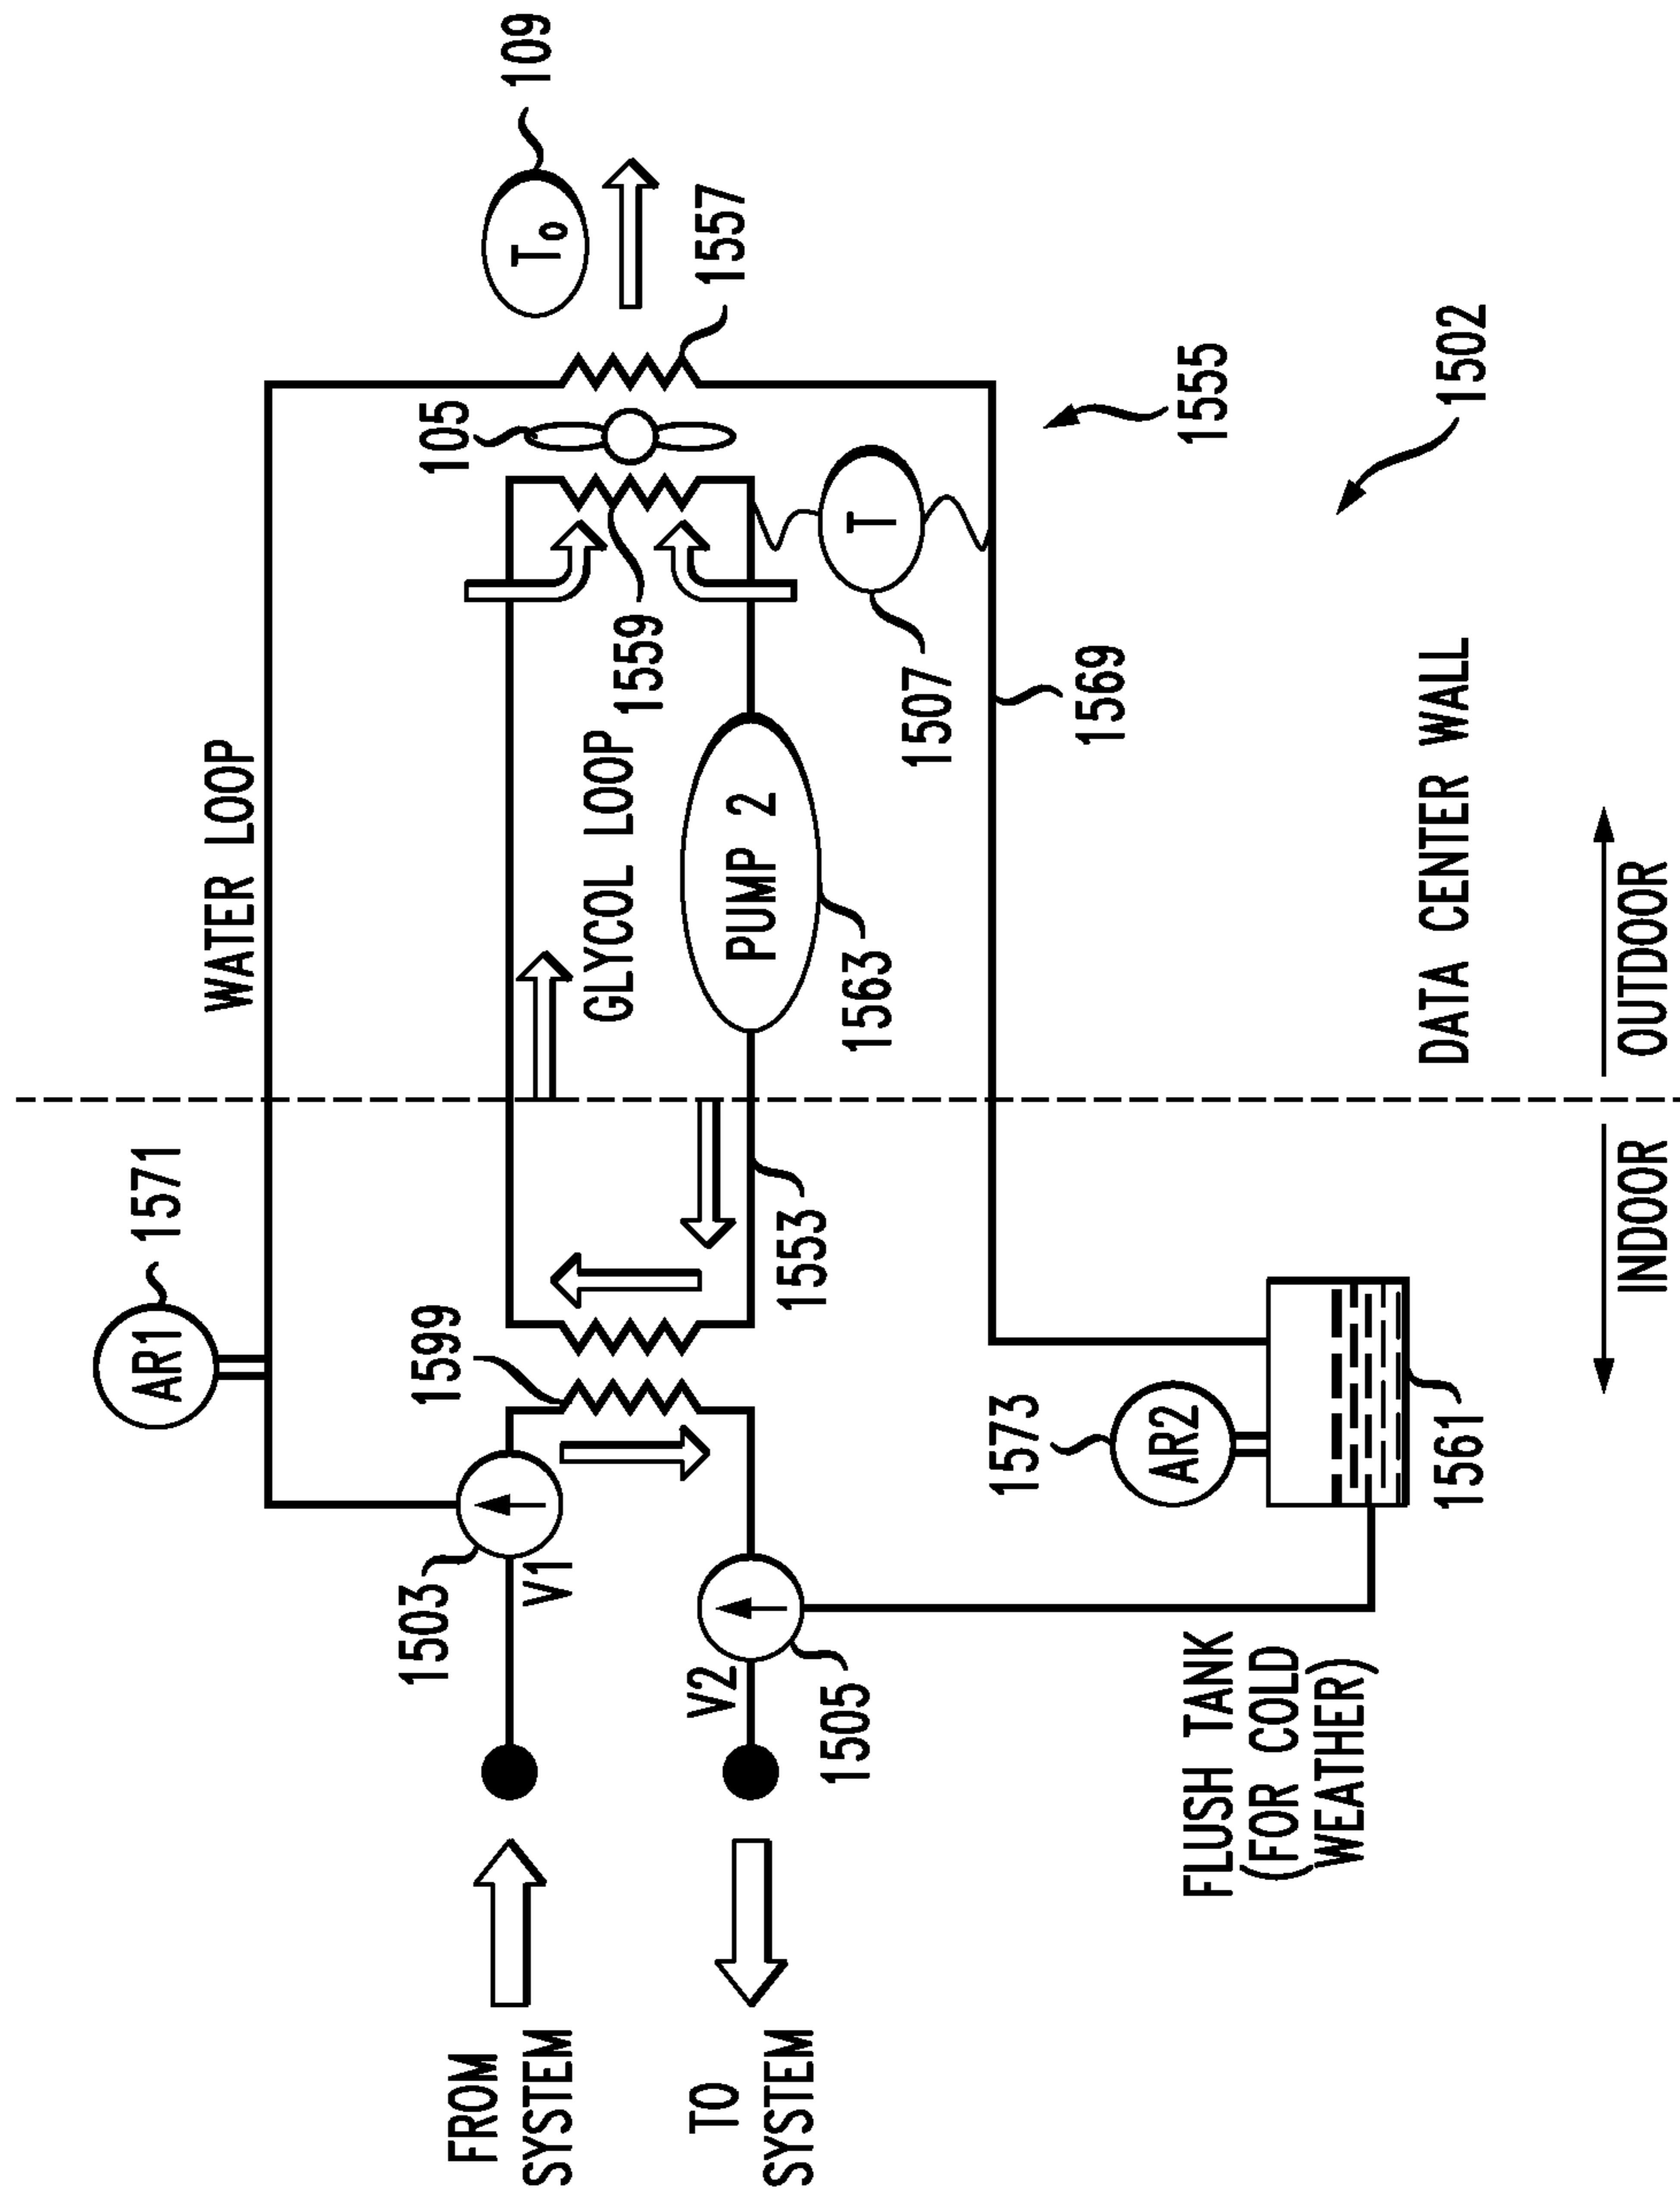 FROM
SYSTEM
TO
SYSTEM
1503
V1
V2
1505
1599
1571
AR1
WATER LOOP
GLYCOL LOOP
PUMP 2
1563
1553
1559
105
T₀
109
1557
T
1507
1569
1555
1502
FLUSH TANK
(FOR COLD
WEATHER)
1573
AR2
1561
DATA CENTER WALL
INDOOR
OUTDOOR